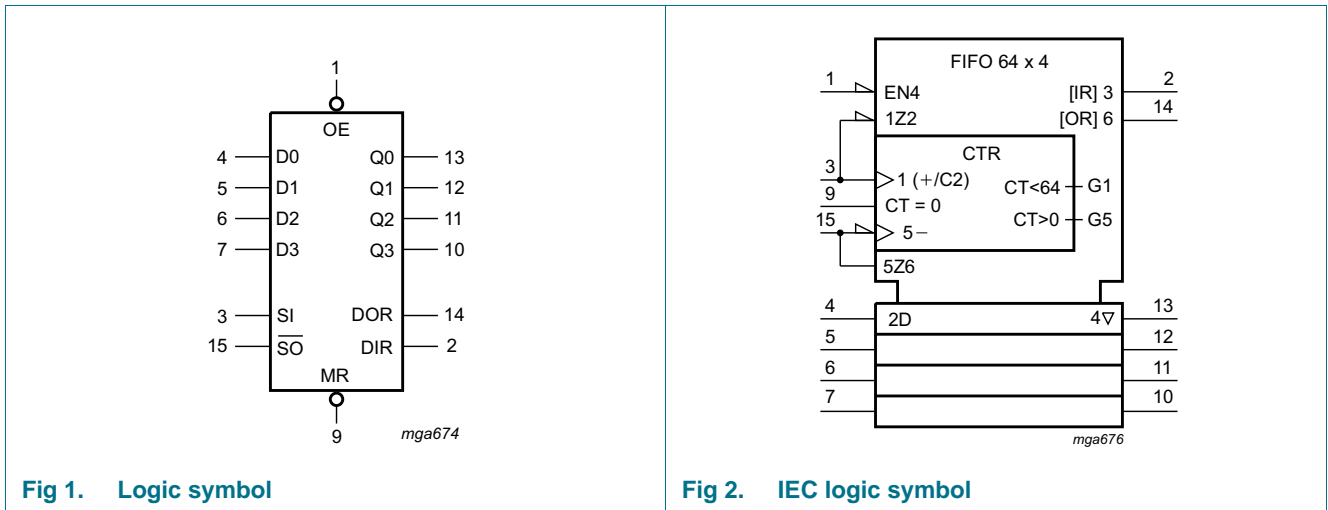 1
OE
4 D0 Q0 13
5 D1 Q1 12
6 D2 Q2 11
7 D3 Q3 10
3 SI DOR 14
15 S̅O̅ DIR 2
MR
9 mga674
Fig 1. Logic symbol
FIFO 64 x 4
1 EN4 [IR] 3 2
1Z2 [OR] 6 14
CTR
3 1 (+/C2) CT<64 G1
9 CT = 0 CT>0 G5
15 5−
5Z6
4 2D 4▽ 13
5 12
6 11
7 10
mga676
Fig 2. IEC logic symbol